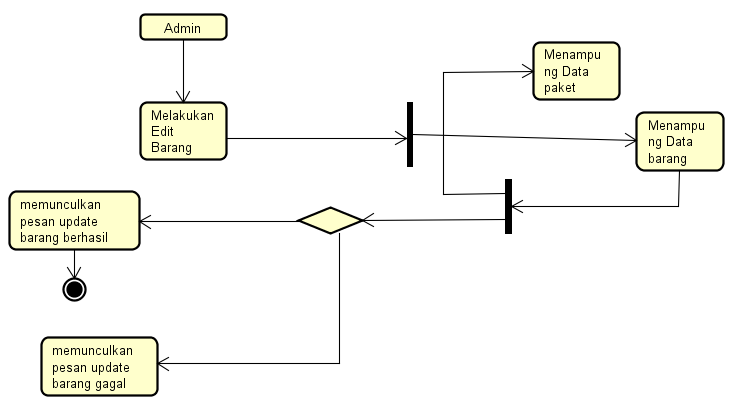 Admin
Melakukan
Edit
Barang
Menampu
ng Data
paket
Menampu
ng Data
barang
memunculkan
pesan update
barang berhasil
memunculkan
pesan update
barang gagal